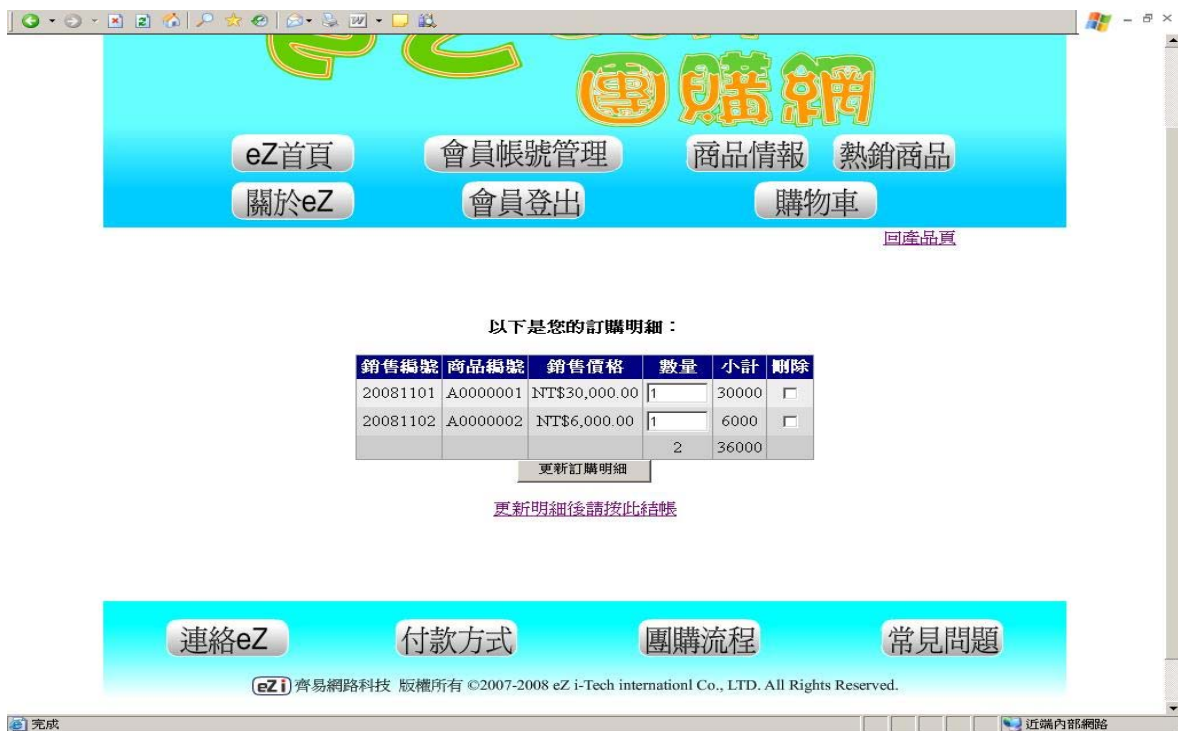 團購網
eZ首頁 會員帳號管理 商品情報 熱銷商品
關於eZ 會員登出 購物車
回產品頁
以下是您的訂購明細：
銷售編號 商品編號 銷售價格 數量 小計 刪除
20081101 A0000001 NT$30,000.00 1 30000
20081102 A0000002 NT$6,000.00 1 6000
2 36000
更新訂購明細
更新明細後請按此結帳
連絡eZ 付款方式 團購流程 常見問題
eZi 齊易網路科技 版權所有 ©2007-2008 eZ i-Tech internationl Co., LTD. All Rights Reserved.
完成 近端內部網路